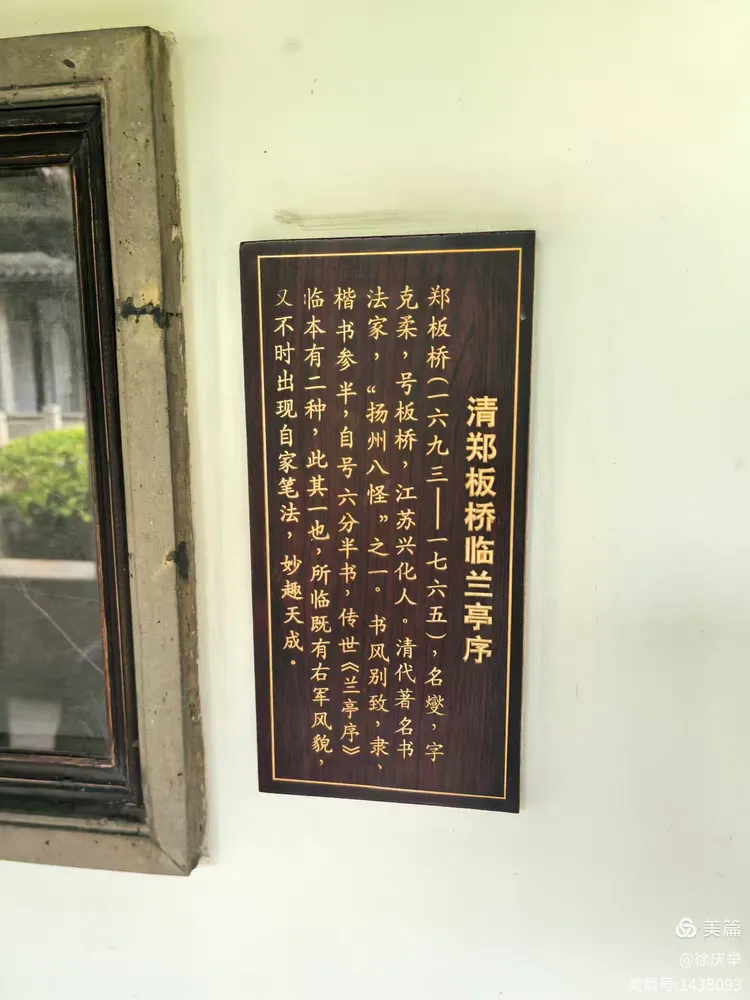 清郑板桥临兰亭序
郑板桥(一六九三——一七六五),名燮,字
克柔,号板桥,江苏兴化人。清代著名书
法家,“扬州八怪”之一。书风别致,隶、
楷书参半,自号六分半书,传世《兰亭序》
临本有二种,此其一也,所临既有右军风貌,
又不时出现自家笔法,妙趣天成。
美篇
@徐庆举
美篇号:1438093